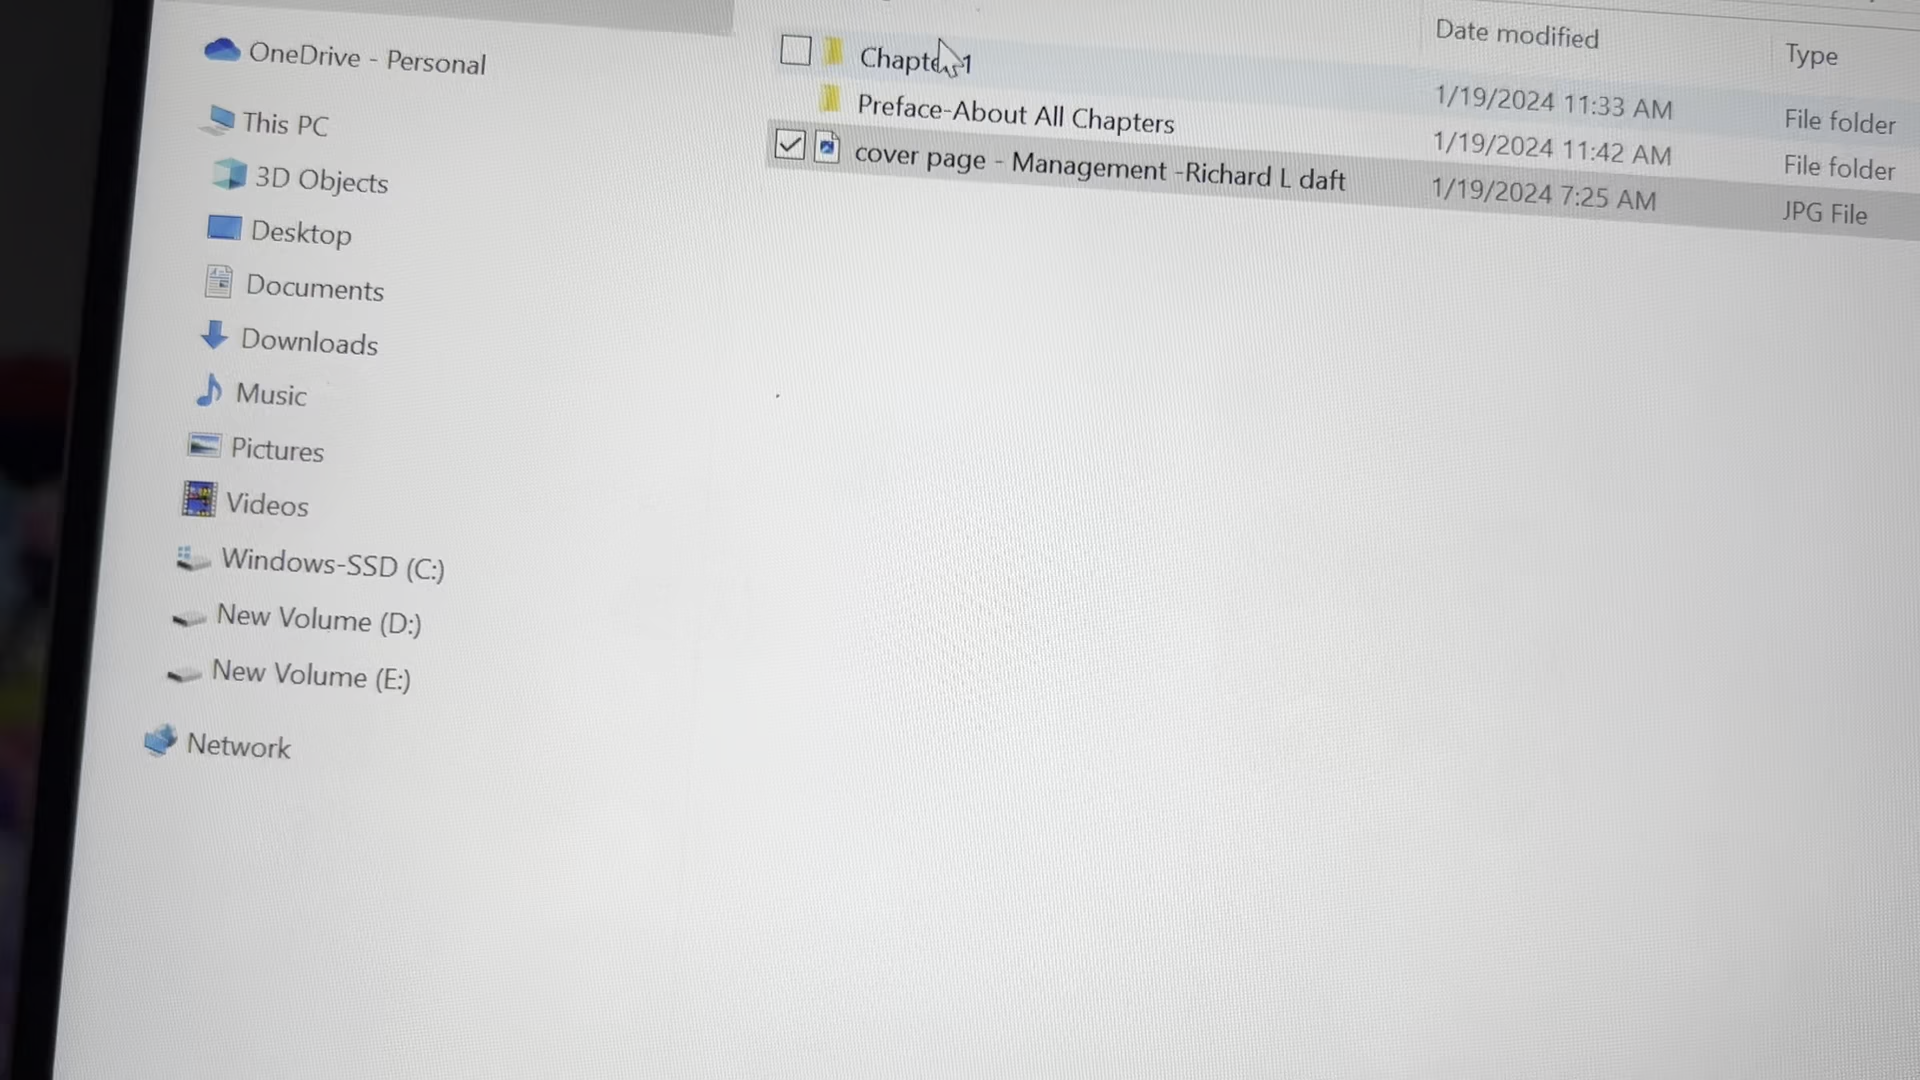 Date modified
Type
OneDrive - Personal
This PC
3D Objects
Desktop
Documents
Downloads
Music
Pictures
Videos
Windows-SSD (C:)
New Volume (D:)
New Volume (E:)
Network
Chapter 1 1/19/2024 11:33 AM File folder
Preface-About All Chapters 1/19/2024 11:42 AM File folder
cover page - Management -Richard L daft 1/19/2024 7:25 AM JPG File